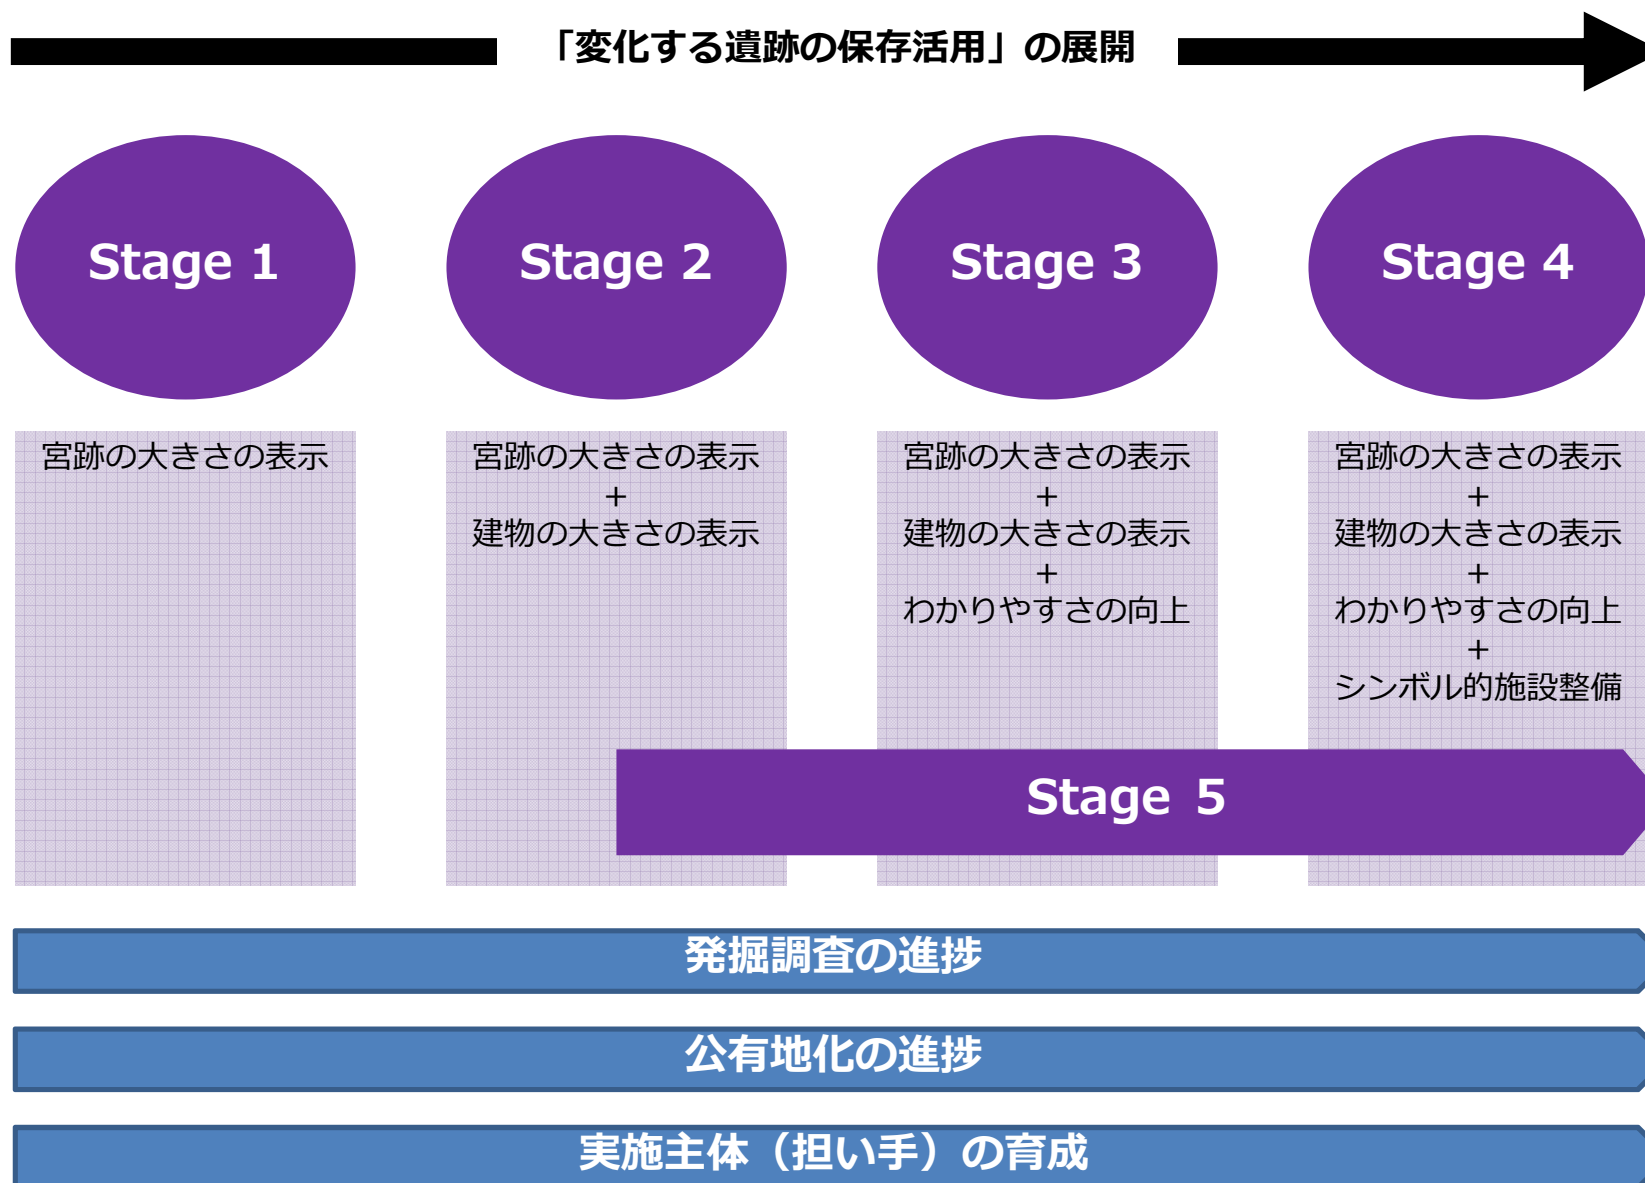 「変化する遺跡の保存活用」の展開
Stage 1
Stage 2
Stage 3
Stage 4
宮跡の大きさの表示
宮跡の大きさの表示
+
建物の大きさの表示
宮跡の大きさの表示
+
建物の大きさの表示
+
わかりやすさの向上
宮跡の大きさの表示
+
建物の大きさの表示
+
わかりやすさの向上
+
シンボル的施設整備
Stage 5
発掘調査の進捗
公有地化の進捗
実施主体（担い手）の育成